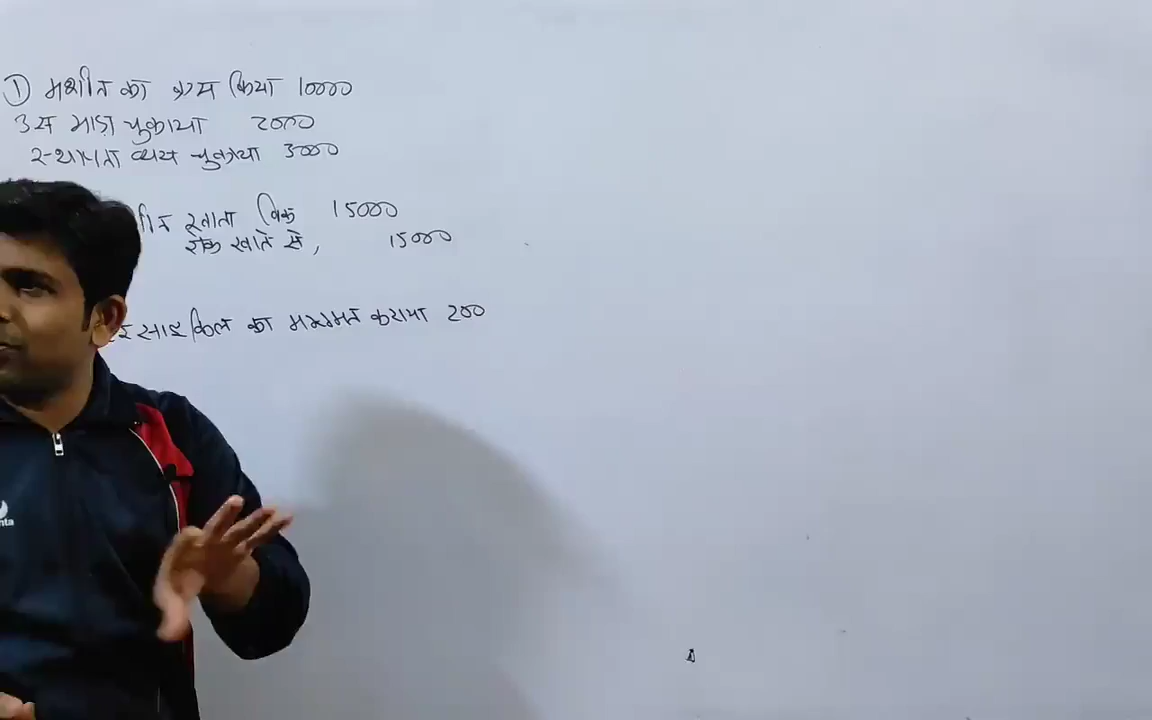 ① मशीन का क्रय किया 10000
उस भाड़ा चुकाया 2000
स्थापना व्यय चुकाया 3000
खाता विक 15000
रोक खाते से, 15000
साइकिल का मरम्मत कराया 200